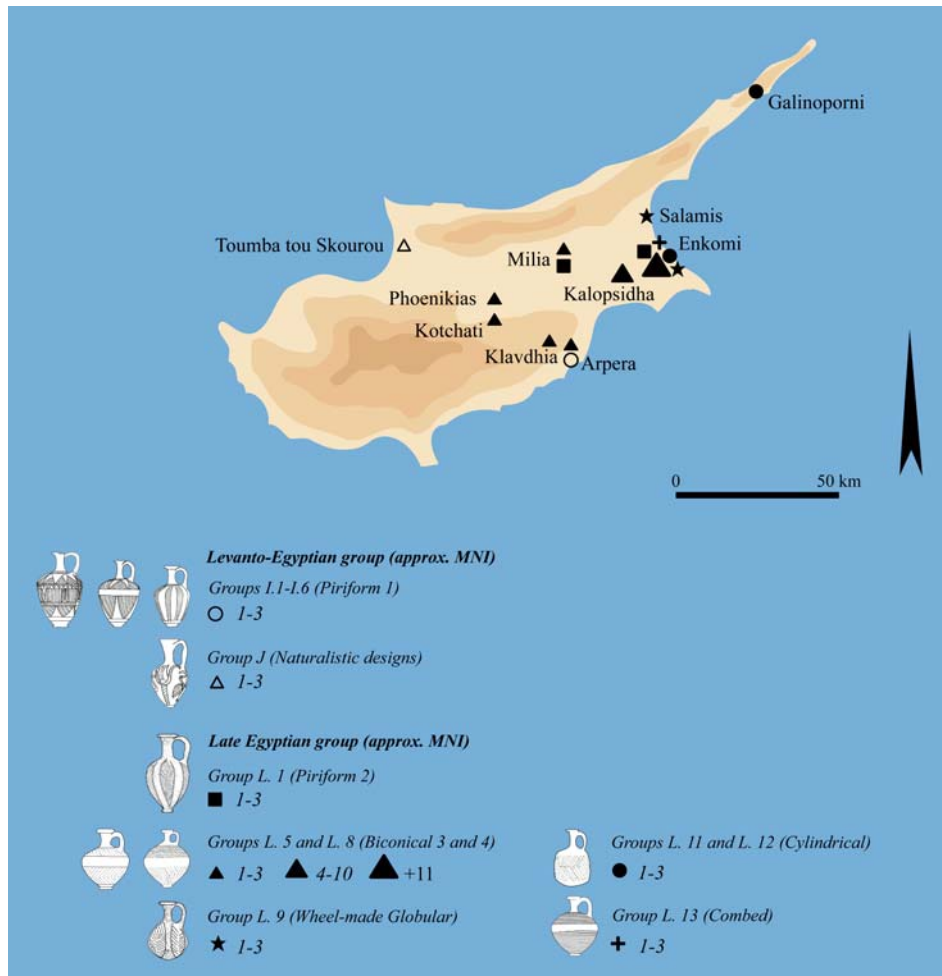 Galinoporni
Salamis
Toumba tou Skourou
Enkomi
Milia
Kalopsidha
Phoenikias
Kotchati
Klavdhia
Arpera
0 50 km
Levanto-Egyptian group (approx. MNI)
Groups I.1-I.6 (Piriform 1)
1-3
Group J (Naturalistic designs)
1-3
Late Egyptian group (approx. MNI)
Group L. 1 (Piriform 2)
1-3
Groups L. 5 and L. 8 (Biconical 3 and 4)
1-3 4-10 +11
Group L. 9 (Wheel-made Globular)
1-3
Groups L. 11 and L. 12 (Cylindrical)
1-3
Group L. 13 (Combed)
1-3